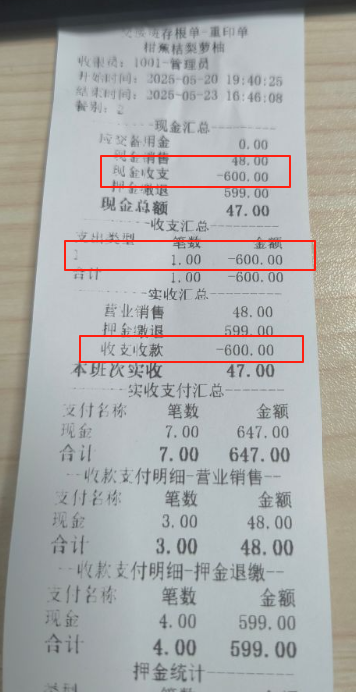 交接班存根单-重印单
柑蕉桔梨萝柚
收银员: 1001-管理员
开始时间: 2025-05-20 19:40:25
结束时间: 2025-05-23 16:46:08
餐别: 2
------现金汇总------
应交备用金 0.00
现金销售 48.00
现金收支 -600.00
押金缴退 599.00
现金总额 47.00
------收支汇总------
支出类型 笔数 金额
1.00 -600.00
合计 1.00 -600.00
------实收汇总------
营业销售 48.00
押金缴退 599.00
收支收款 -600.00
本班次实收 47.00
------实收支付汇总------
支付名称 笔数 金额
现金 7.00 647.00
合计 7.00 647.00
--收款支付明细-营业销售--
支付名称 笔数 金额
现金 3.00 48.00
合计 3.00 48.00
--收款支付明细-押金退缴--
支付名称 笔数 金额
现金 4.00 599.00
合计 4.00 599.00
------押金统计------
笔数 金额